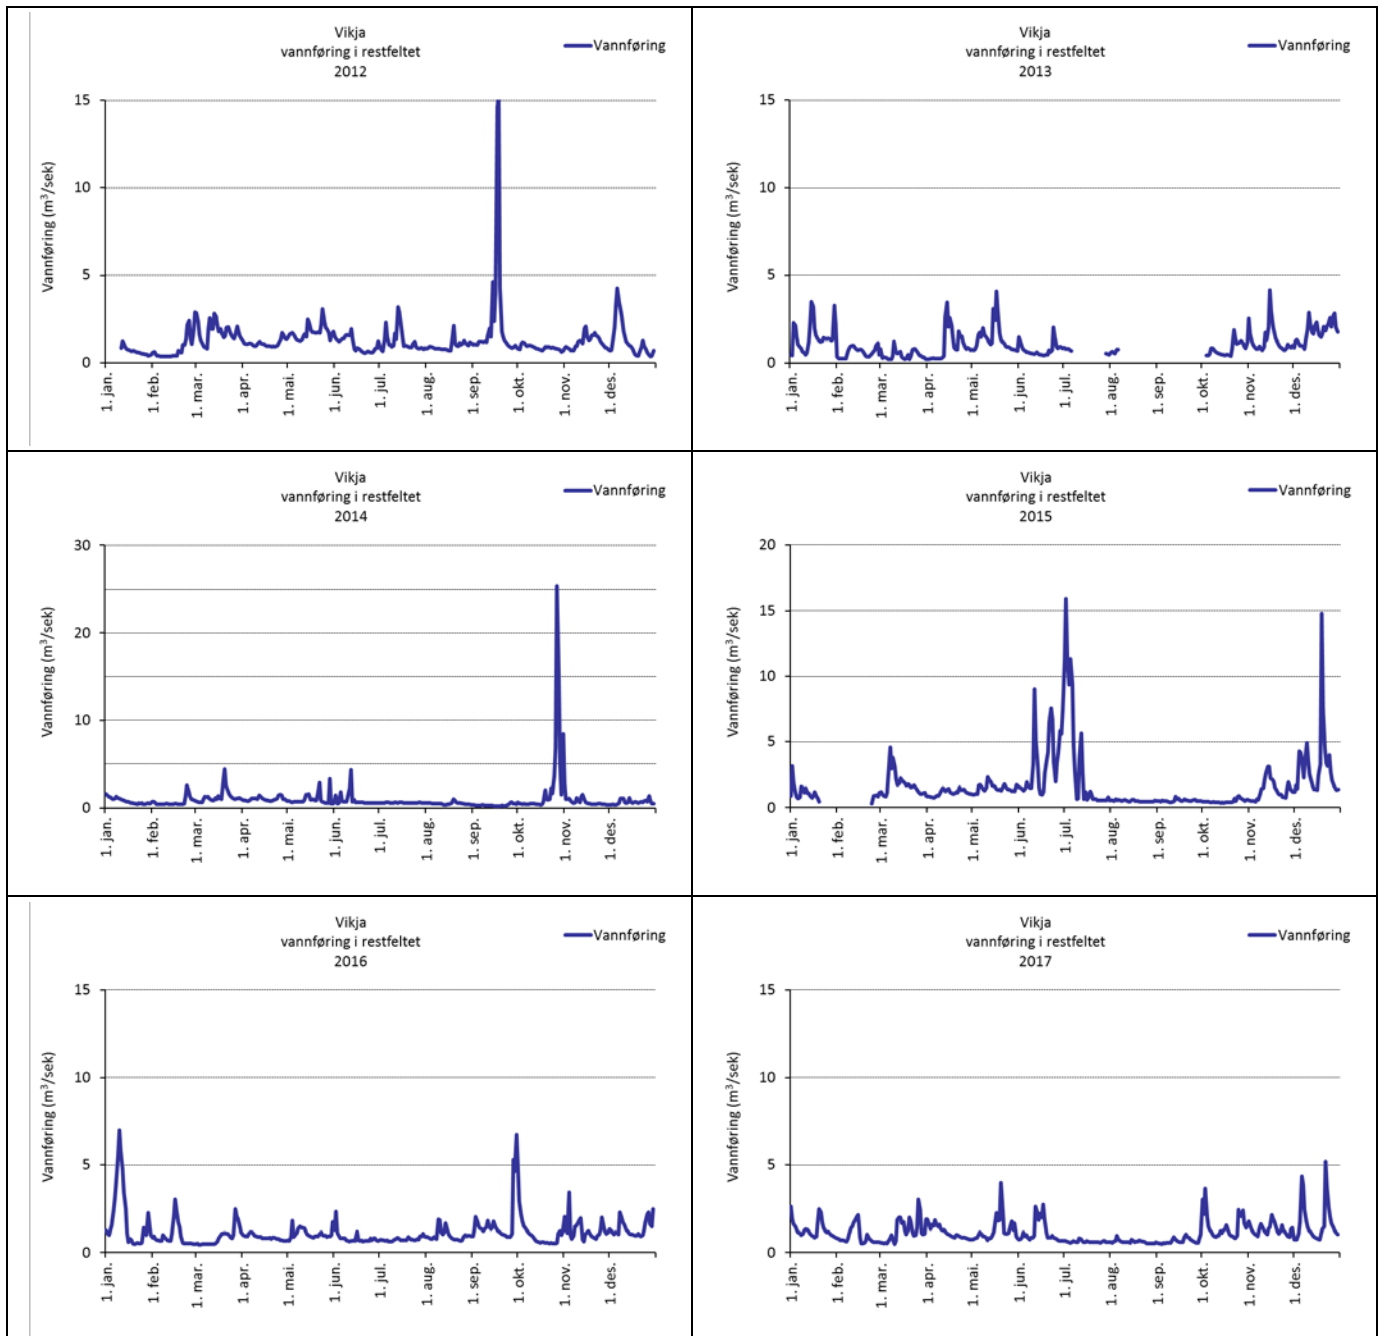 Vikja
vannføring i restfeltet
2012
Vannføring
Vannføring (m³/sek)
15
10
5
0
1. jan.
1. feb.
1. mar.
1. apr.
1. mai.
1. jun.
1. jul.
1. aug.
1. sep.
1. okt.
1. nov.
1. des.
Vikja
vannføring i restfeltet
2013
Vannføring
Vannføring (m³/sek)
15
10
5
0
1. jan.
1. feb.
1. mar.
1. apr.
1. mai.
1. jun.
1. jul.
1. aug.
1. sep.
1. okt.
1. nov.
1. des.
Vikja
vannføring i restfeltet
2014
Vannføring
Vannføring (m³/sek)
30
20
10
0
1. jan.
1. feb.
1. mar.
1. apr.
1. mai.
1. jun.
1. jul.
1. aug.
1. sep.
1. okt.
1. nov.
1. des.
Vikja
vannføring i restfeltet
2015
Vannføring
Vannføring (m³/sek)
20
15
10
5
0
1. jan.
1. feb.
1. mar.
1. apr.
1. mai.
1. jun.
1. jul.
1. aug.
1. sep.
1. okt.
1. nov.
1. des.
Vikja
vannføring i restfeltet
2016
Vannføring
Vannføring (m³/sek)
15
10
5
0
1. jan.
1. feb.
1. mar.
1. apr.
1. mai.
1. jun.
1. jul.
1. aug.
1. sep.
1. okt.
1. nov.
1. des.
Vikja
vannføring i restfeltet
2017
Vannføring
Vannføring (m³/sek)
15
10
5
0
1. jan.
1. feb.
1. mar.
1. apr.
1. mai.
1. jun.
1. jul.
1. aug.
1. sep.
1. okt.
1. nov.
1. des.